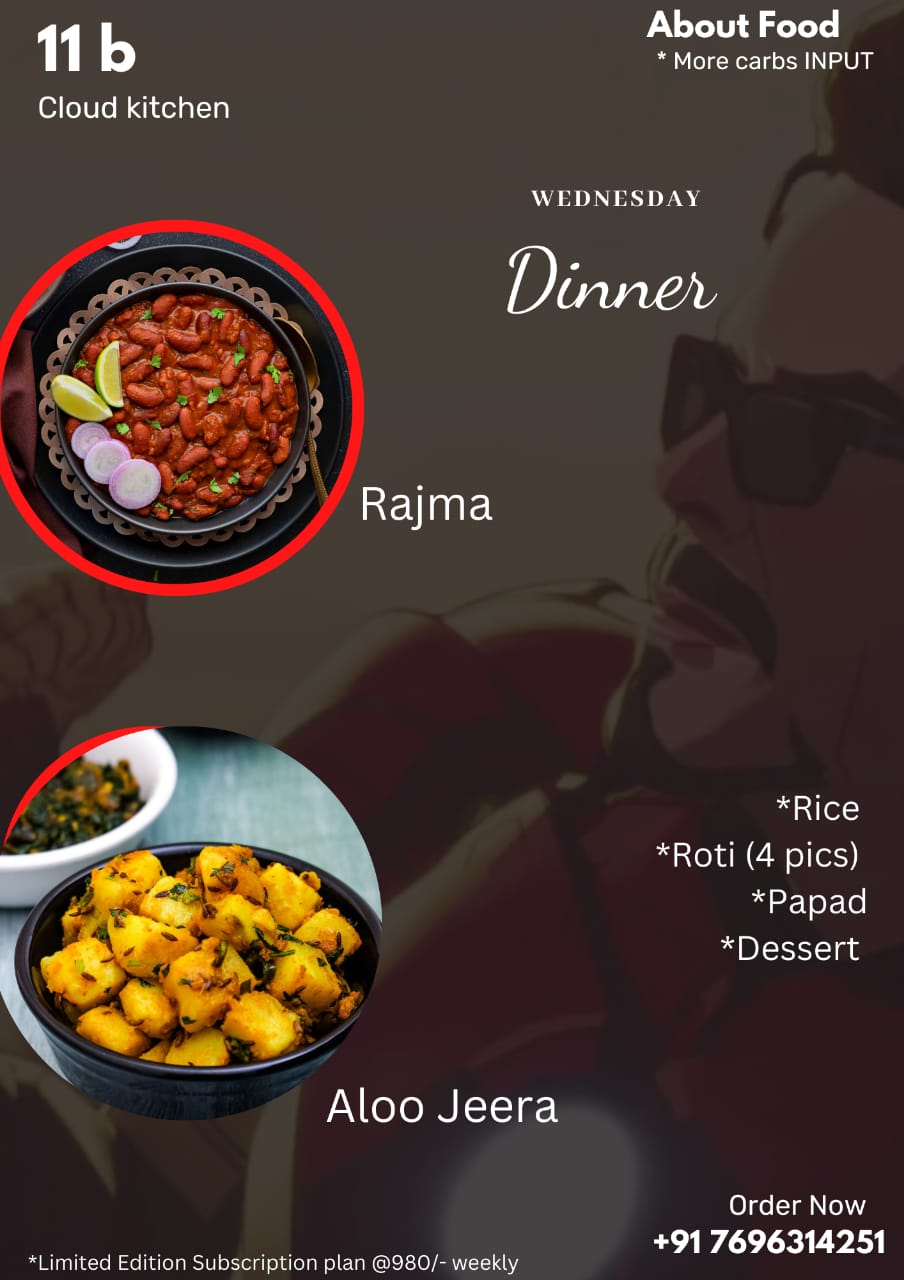 11 b
Cloud kitchen
About Food
* More carbs INPUT
WEDNESDAY
Dinner
Rajma
*Rice
*Roti (4 pics)
*Papad
*Dessert
Aloo Jeera
Order Now
+91 7696314251
*Limited Edition Subscription plan @980/- weekly